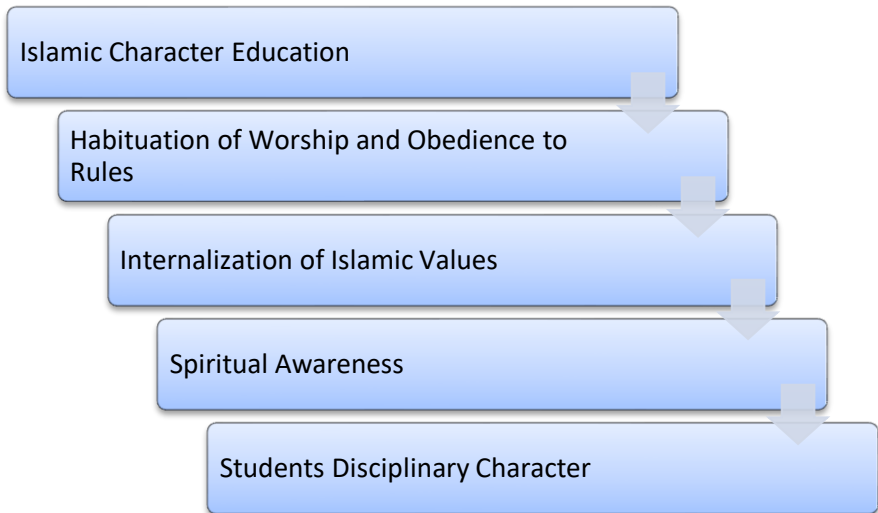 Islamic Character Education
Habituation of Worship and Obedience to
Rules
Internalization of Islamic Values
Spiritual Awareness
Students Disciplinary Character